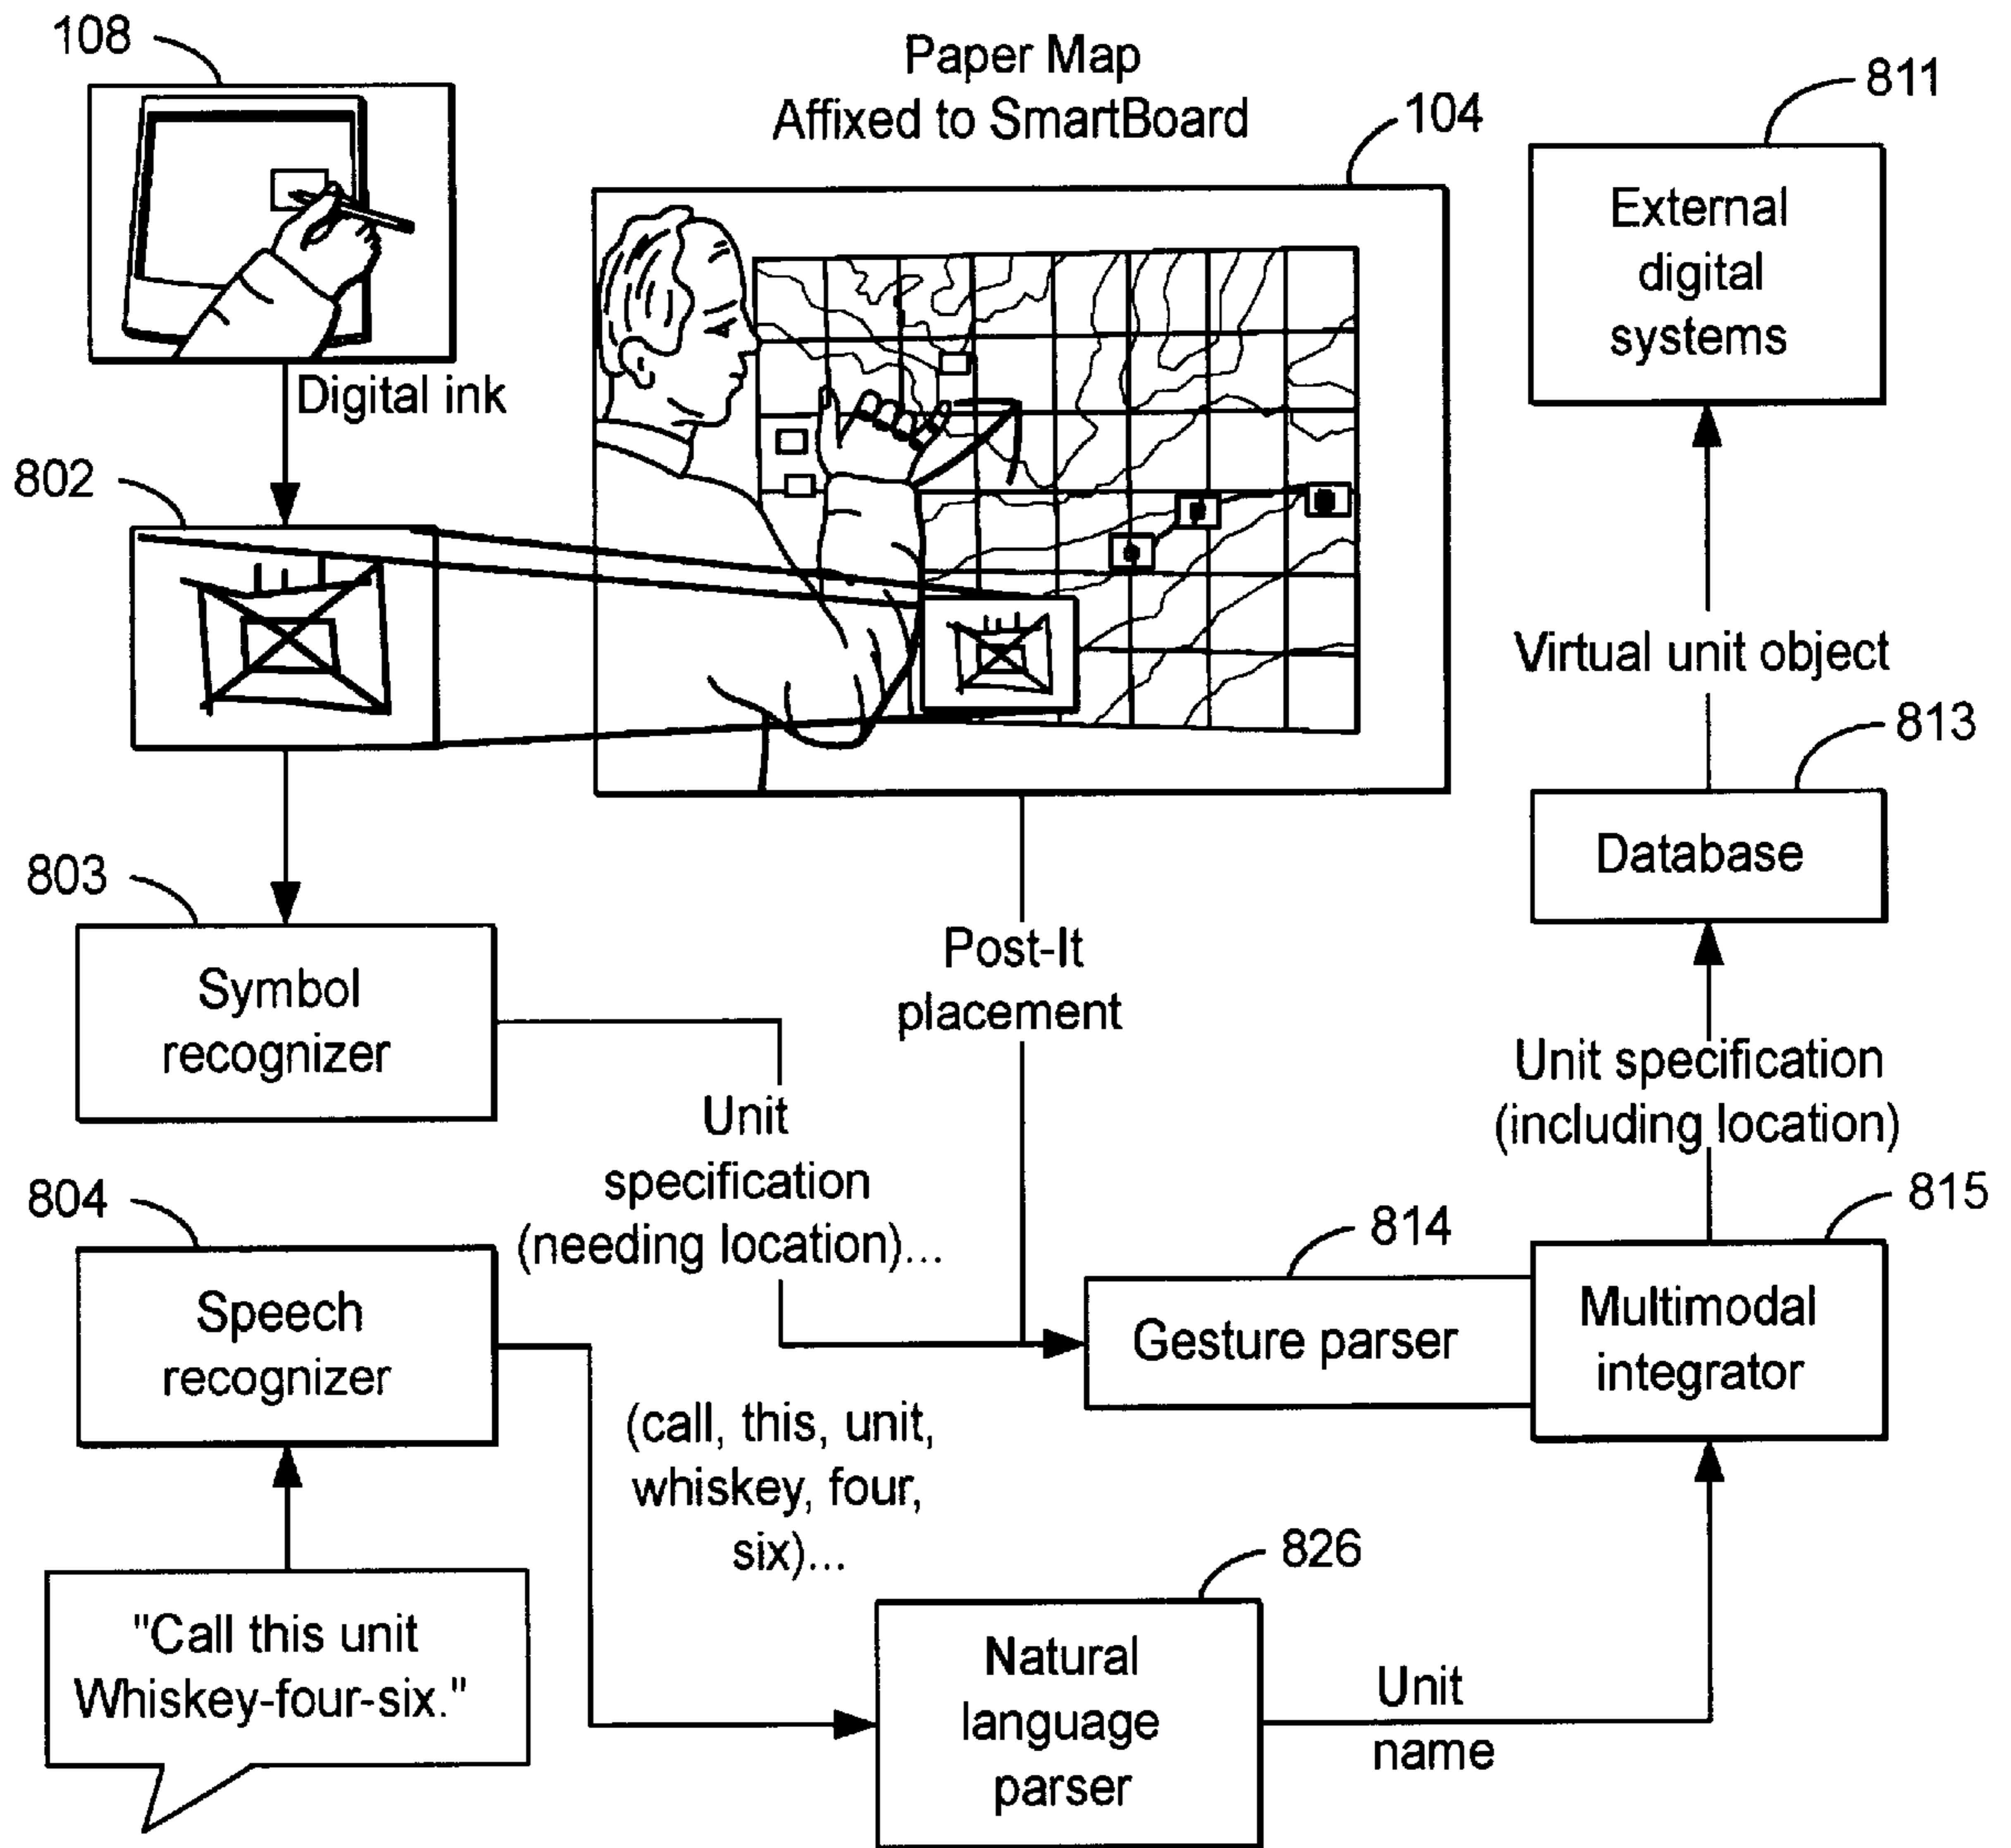 108
Paper Map
Affixed to SmartBoard
104
811
External
digital
systems
Digital ink
802
Virtual unit object
813
Database
803
Symbol
recognizer
Post-It
placement
Unit specification
(including location)
Unit
specification
(needing location)...
804
Speech
recognizer
814
Gesture parser
815
Multimodal
integrator
(call, this, unit,
whiskey, four,
six)...
"Call this unit
Whiskey-four-six."
826
Natural
language
parser
Unit
name